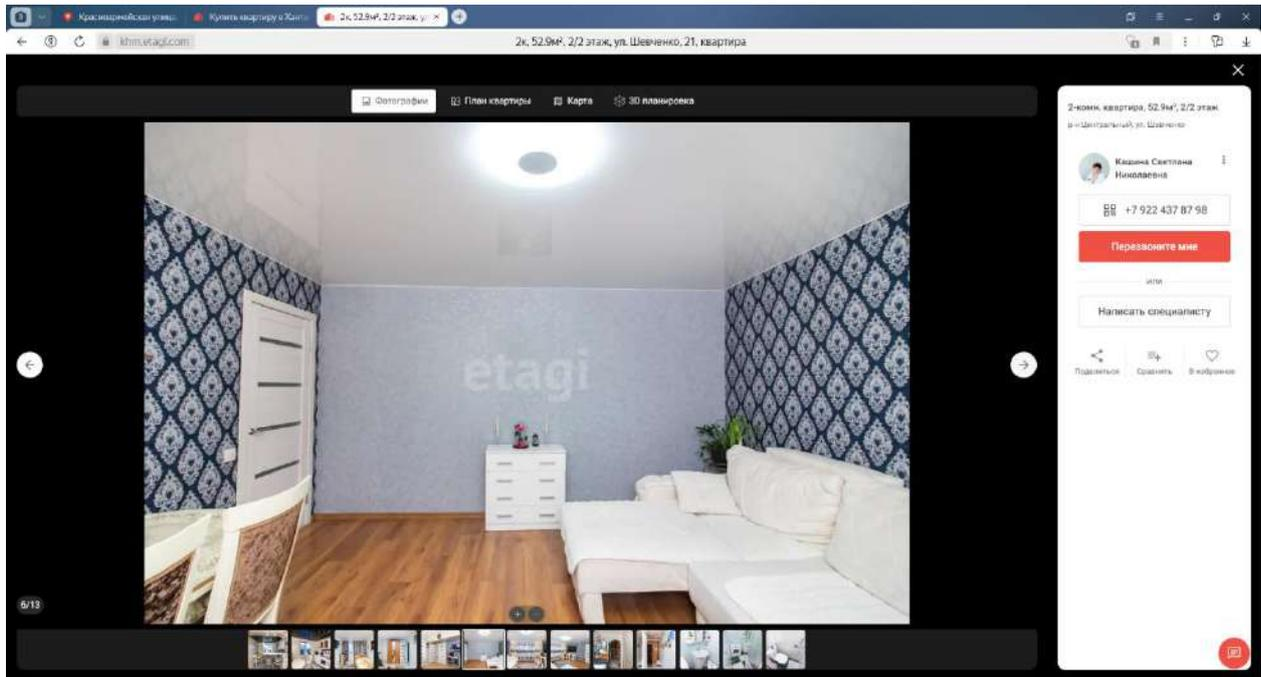 Красноармейская улица
Купить квартиру в Ханты
2к, 52.9м², 2/2 этаж, ул
khm.etagi.com
2к, 52.9м², 2/2 этаж, ул. Шевченко, 21, квартира
Фотографии
План квартиры
Карта
3D планировка
2-комн. квартира, 52.9м², 2/2 этаж
р-н Центральный, ул. Шевченко
Кашина Светлана
Николаевна
+7 922 437 87 98
Перезвоните мне
или
Написать специалисту
Поделиться
Сравнить
В избранное
etagi
6/13